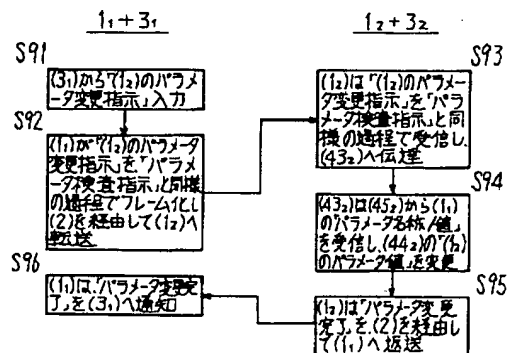 1₁+3₁
1₂+3₂
S91
(3₁)から「(1₂)のパラメ
ータ変更指示」入力
S92
(1₁)が「(1₂)のパラメータ
変更指示」を、「パラメ
ータ検査指示」と同様
の過程でフレーム化し
(2)を経由して(1₂)へ
転送
S93
(1₂)は「(1₂)のパラメー
タ変更指示」を「パラ
メータ検査指示」と同
様の過程で受信し、
(43₂)へ伝達
S94
(43₂)は(45₂)から(1₁)
の「パラメータ名称/値」
を受信し、(44₂)の「(1₂)
のパラメータ値」を変更
S95
(1₂)は「パラメータ変更
完了」を、(2)を経由し
て(1₁)へ返送
S96
(1₁)は、「パラメータ変更完
了」を(3₁)へ通知